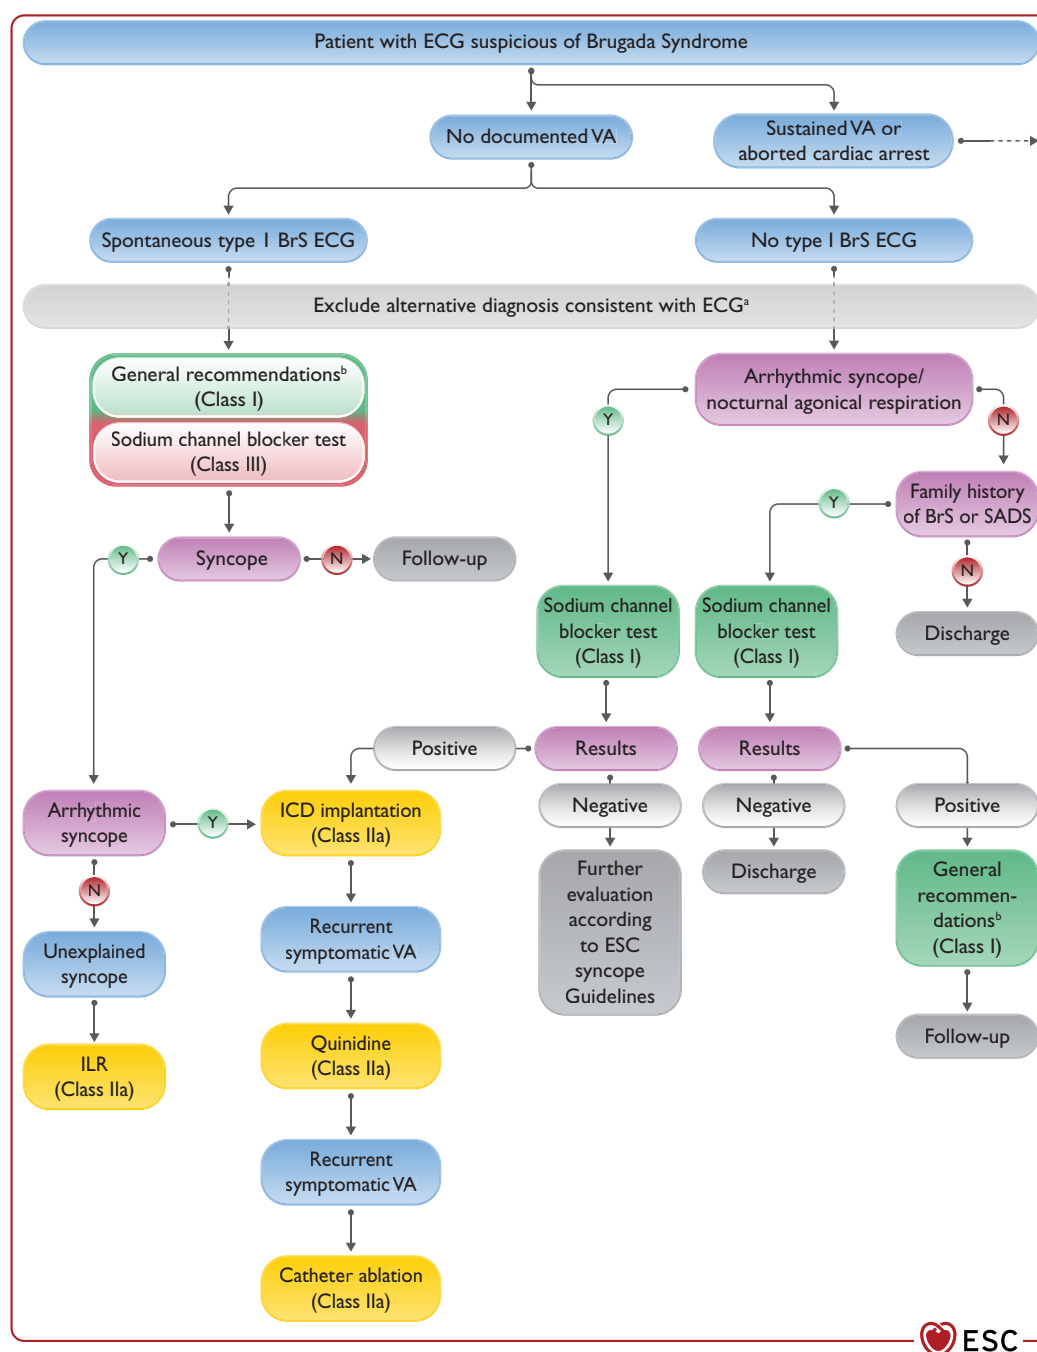 Patient with ECG suspicious of Brugada Syndrome
No documented VA
Sustained VA or
aborted cardiac arrest
Spontaneous type 1 BrS ECG
No type I BrS ECG
Exclude alternative diagnosis consistent with ECGᵃ
General recommendationsᵇ
(Class I)
Sodium channel blocker test
(Class III)
Arrhythmic syncope/
nocturnal agonical respiration
Y
N
Family history
of BrS or SADS
Y
N
Discharge
Y
Syncope
N
Follow-up
Sodium channel
blocker test
(Class I)
Sodium channel
blocker test
(Class I)
Positive
Results
Results
Negative
Negative
Positive
Arrhythmic
syncope
Y
ICD implantation
(Class IIa)
N
Further
evaluation
according
to ESC
syncope
Guidelines
Discharge
General
recommen-
dationsᵇ
(Class I)
Unexplained
syncope
Recurrent
symptomatic VA
Follow-up
ILR
(Class IIa)
Quinidine
(Class IIa)
Recurrent
symptomatic VA
Catheter ablation
(Class IIa)
ESC